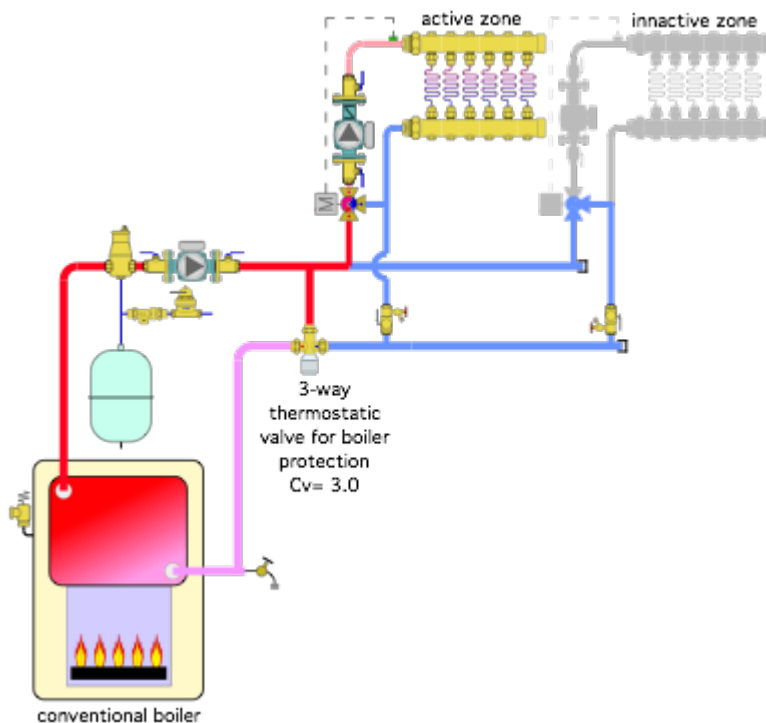 active zone
innactive zone
M
3-way
thermostatic
valve for boiler
protection
Cv= 3.0
conventional boiler